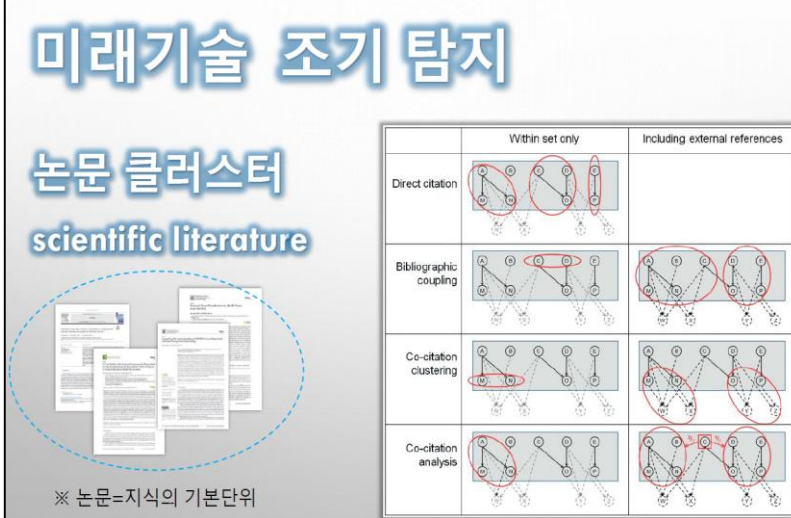 미래기술 조기 탐지
논문 클러스터
scientific literature
※ 논문=지식의 기본단위
Within set only
Including external references
Direct citation
A B C D E
M N O P
W X Y Z
Bibliographic
coupling
A B C D E
M N O P
W X Y Z
A B C D E
M N O P
W X Y Z
Co-citation
clustering
A B C D E
M N O P
W X Y Z
A B C D E
M N O P
W X Y Z
Co-citation
analysis
A B C D E
M N O P
W X Y Z
A B C D E
M N O P
W X Y Z